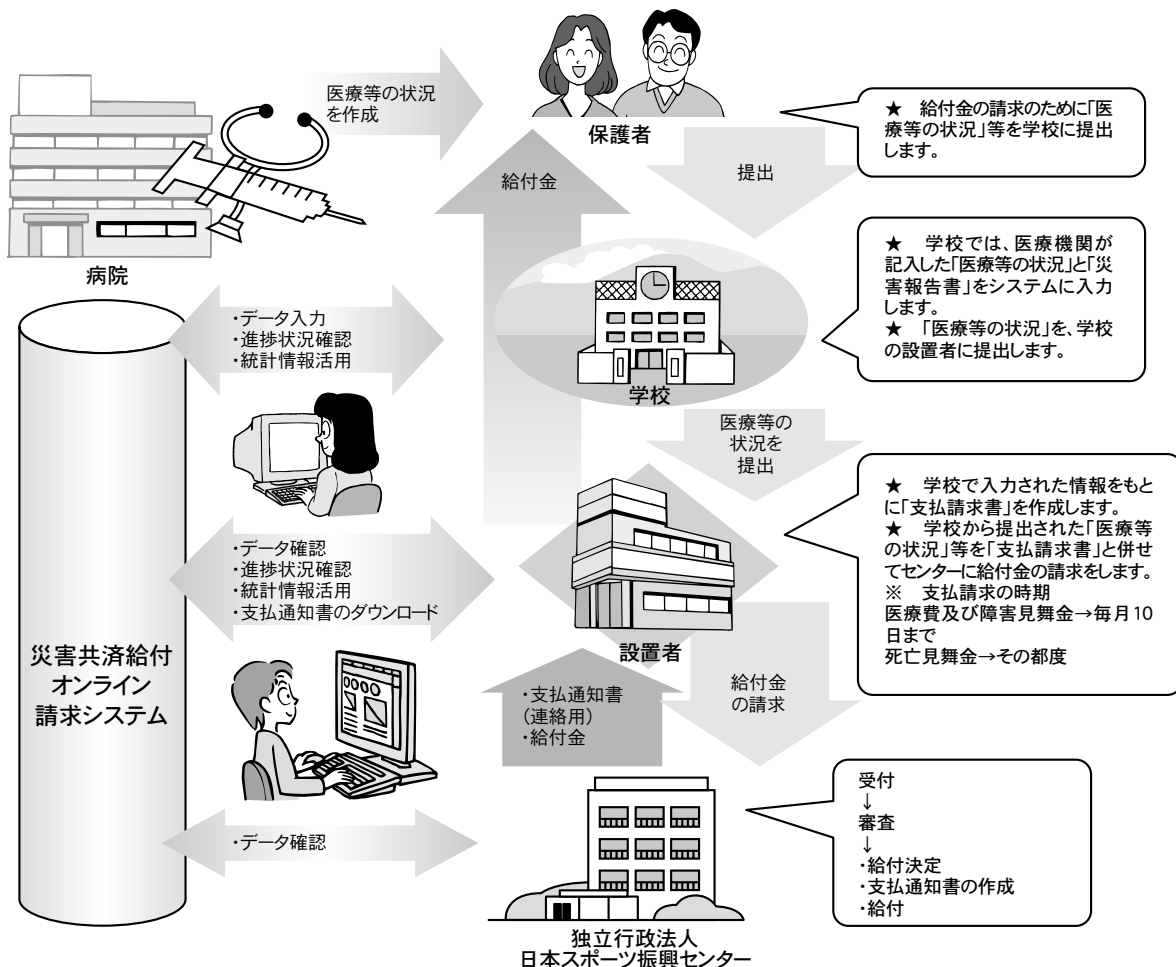 医療等の状況
を作成
保護者
★　給付金の請求のために「医
療等の状況」等を学校に提出
します。
病院
給付金
提出
★　学校では、医療機関が
記入した「医療等の状況」と「災
害報告書」をシステムに入力
します。
★　「医療等の状況」を、学校
の設置者に提出します。
・データ入力
・進捗状況確認
・統計情報活用
学校
医療等の
状況を
提出
★　学校で入力された情報をもと
に「支払請求書」を作成します。
★　学校から提出された「医療等
の状況」等を「支払請求書」と併せ
てセンターに給付金の請求をします。
※　支払請求の時期
医療費及び障害見舞金→毎月10
日まで
死亡見舞金→その都度
・データ確認
・進捗状況確認
・統計情報活用
・支払通知書のダウンロード
設置者
災害共済給付
オンライン
請求システム
・支払通知書
(連絡用)
・給付金
給付金
の請求
・データ確認
受付
↓
審査
↓
・給付決定
・支払通知書の作成
・給付
独立行政法人
日本スポーツ振興センター